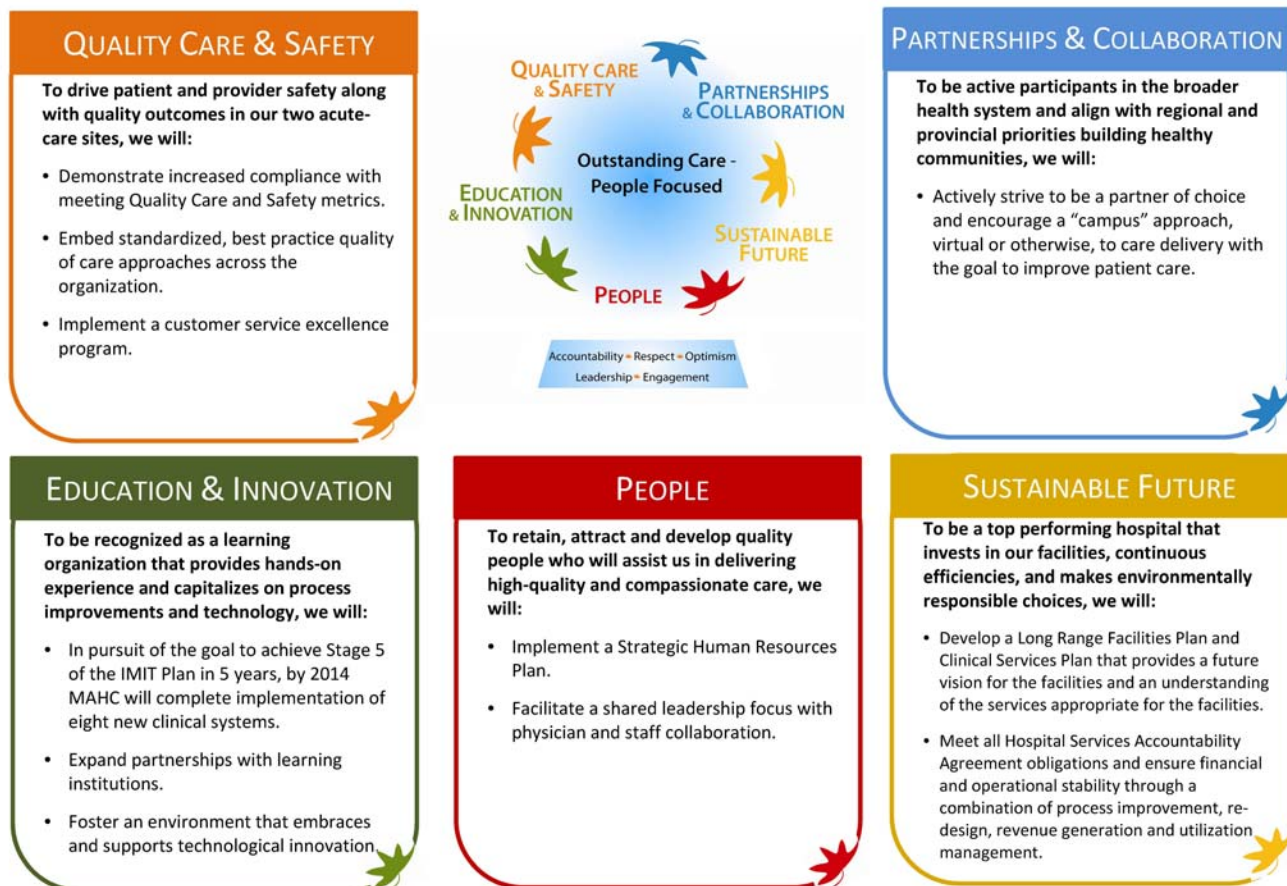 QUALITY CARE & SAFETY
To drive patient and provider safety along
with quality outcomes in our two acute-
care sites, we will:
• Demonstrate increased compliance with
meeting Quality Care and Safety metrics.
• Embed standardized, best practice quality
of care approaches across the
organization.
• Implement a customer service excellence
program.
QUALITY CARE
& SAFETY
PARTNERSHIPS
& COLLABORATION
Outstanding Care -
People Focused
EDUCATION
& INNOVATION
SUSTAINABLE
FUTURE
PEOPLE
Accountability • Respect • Optimism
Leadership • Engagement
PARTNERSHIPS & COLLABORATION
To be active participants in the broader
health system and align with regional and
provincial priorities building healthy
communities, we will:
• Actively strive to be a partner of choice
and encourage a “campus” approach,
virtual or otherwise, to care delivery with
the goal to improve patient care.
EDUCATION & INNOVATION
To be recognized as a learning
organization that provides hands-on
experience and capitalizes on process
improvements and technology, we will:
• In pursuit of the goal to achieve Stage 5
of the IMIT Plan in 5 years, by 2014
MAHC will complete implementation of
eight new clinical systems.
• Expand partnerships with learning
institutions.
• Foster an environment that embraces
and supports technological innovation
PEOPLE
To retain, attract and develop quality
people who will assist us in delivering
high-quality and compassionate care, we
will:
• Implement a Strategic Human Resources
Plan.
• Facilitate a shared leadership focus with
physician and staff collaboration.
SUSTAINABLE FUTURE
To be a top performing hospital that
invests in our facilities, continuous
efficiencies, and makes environmentally
responsible choices, we will:
• Develop a Long Range Facilities Plan and
Clinical Services Plan that provides a future
vision for the facilities and an understanding
of the services appropriate for the facilities.
• Meet all Hospital Services Accountability
Agreement obligations and ensure financial
and operational stability through a
combination of process improvement, re-
design, revenue generation and utilization
management.